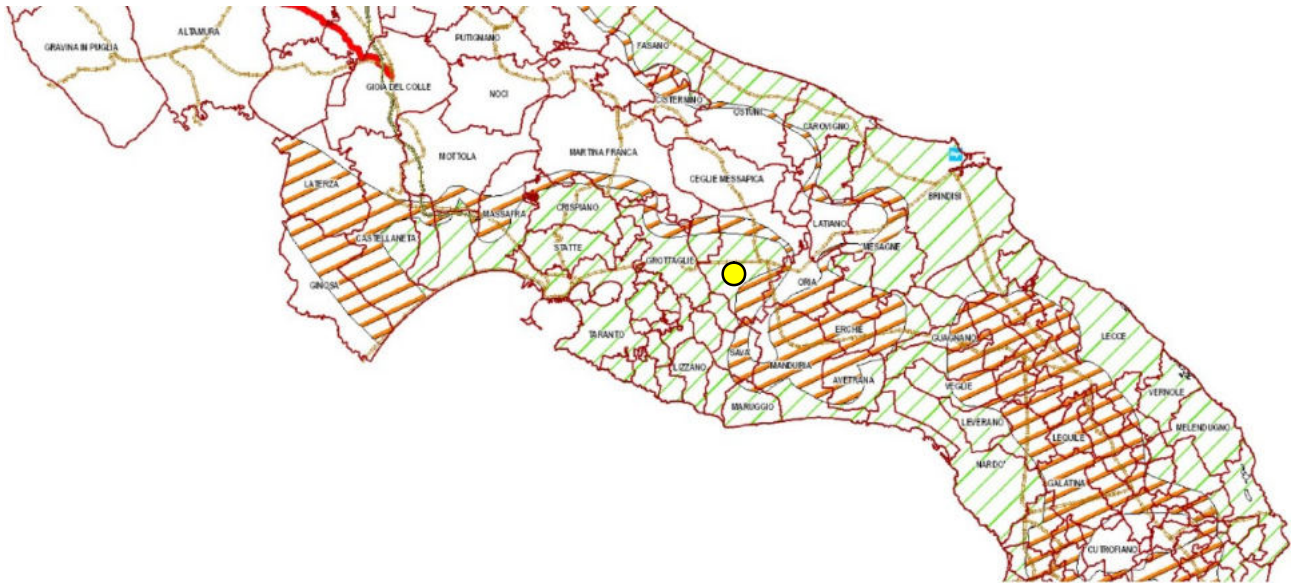 ALTAMURA
GRAVINA IN PUGLIA
PUTIGNANO
FASANO
GIOIA DEL COLLE
NOCI
CISTERNINO
OSTUNI
CAROVIGNO
MOTTOLA
MARTINA FRANCA
CEGLIE MESSAPICA
LATERZA
BRINDISI
MASSAFRA
CRISPIANO
LATIANO
CASTELLANETA
STATTE
MESAGNE
GROTTAGLIE
GINOSA
ORIA
TARANTO
ERCHIE
GUAGNANO
LECCE
SAVA
LIZZANO
MANDURIA
AVETRANA
VEGLIE
VERNOLE
MARUGGIO
LEVERANO
MELENDUGNO
LEQUILE
NARDO'
GALATINA
CUTROFIANO